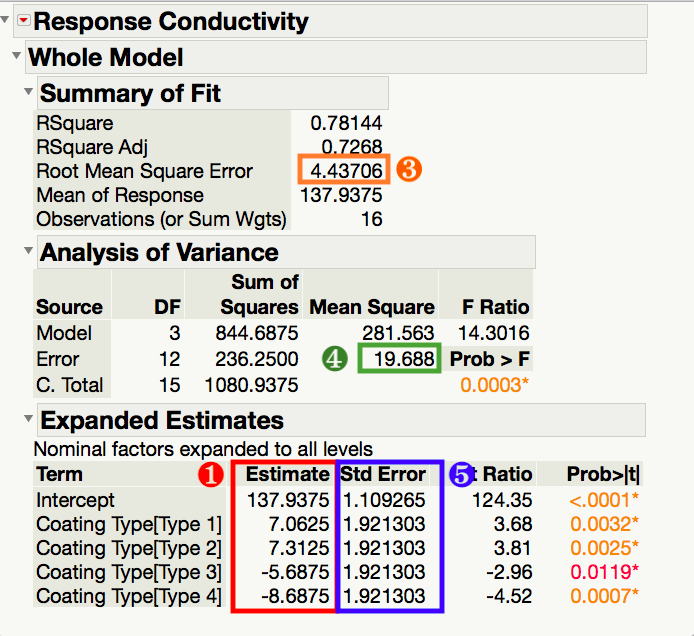 Response Conductivity
Whole Model
Summary of Fit
RSquare 0.78144
RSquare Adj 0.7268
Root Mean Square Error 4.43706 3
Mean of Response 137.9375
Observations (or Sum Wgts) 16
Analysis of Variance
Sum of
Source DF Squares Mean Square F Ratio
Model 3 844.6875 281.563 14.3016
Error 12 236.2500 4 19.688 Prob > F
C. Total 15 1080.9375 0.0003*
Expanded Estimates
Nominal factors expanded to all levels
Term 1 Estimate Std Error 5 t Ratio Prob>|t|
Intercept 137.9375 1.109265 124.35 <.0001*
Coating Type[Type 1] 7.0625 1.921303 3.68 0.0032*
Coating Type[Type 2] 7.3125 1.921303 3.81 0.0025*
Coating Type[Type 3] -5.6875 1.921303 -2.96 0.0119*
Coating Type[Type 4] -8.6875 1.921303 -4.52 0.0007*